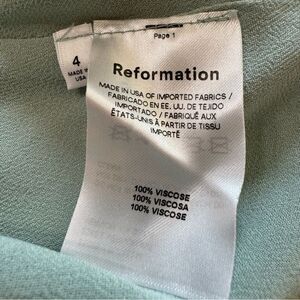 4
MADE IN
USA
Page 1
Reformation
MADE IN USA OF IMPORTED FABRICS /
FABRICADO EN EE. UU. DE TEJIDO
IMPORTADO / FABRIQUÉ AUX
ÉTATS-UNIS À PARTIR DE TISSU
IMPORTÉ
100% VISCOSE
100% VISCOSA
100% VISCOSE